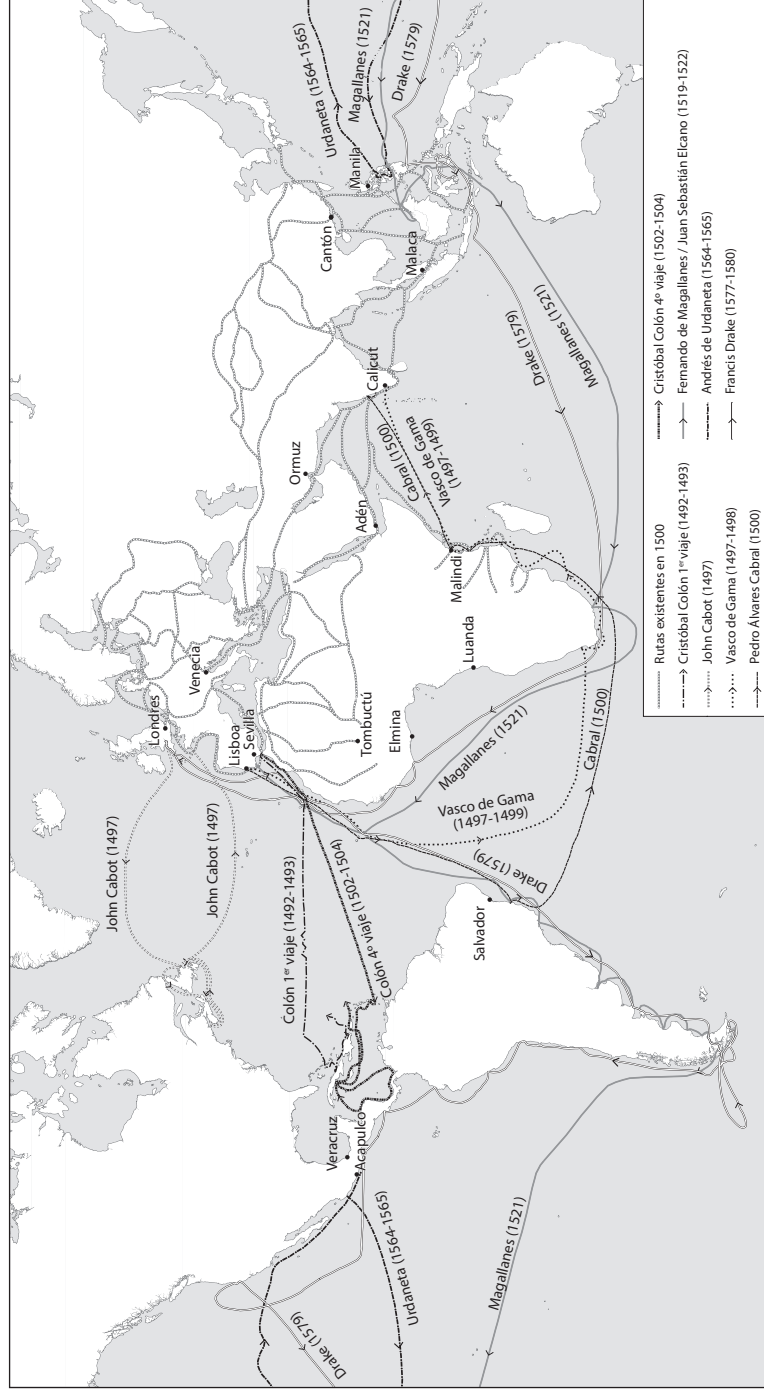 John Cabot (1497)
John Cabot (1497)
Colón 1er viaje (1492-1493)
Colón 4º viaje (1502-1504)
Veracruz
Acapulco
Urdaneta (1564-1565)
Drake (1579)
Magallanes (1521)
Salvador
Drake (1579)
Londres
Venecia
Lisboa
Sevilla
Tombuctú
Elmina
Luanda
Magallanes (1521)
Vasco de Gama
(1497-1499)
Cabral (1500)
Ormuz
Adén
Malindi
Calicut
Cabral (1500)
Vasco de Gama
(1497-1499)
Cantón
Manila
Malaca
Urdaneta (1564-1565)
Magallanes (1521)
Drake (1579)
Drake (1579)
Magallanes (1521)
Rutas existentes en 1500
Cristóbal Colón 1er viaje (1492-1493)
John Cabot (1497)
Vasco de Gama (1497-1498)
Pedro Álvares Cabral (1500)
Cristóbal Colón 4º viaje (1502-1504)
Fernando de Magallanes / Juan Sebastián Elcano (1519-1522)
Andrés de Urdaneta (1564-1565)
Francis Drake (1577-1580)